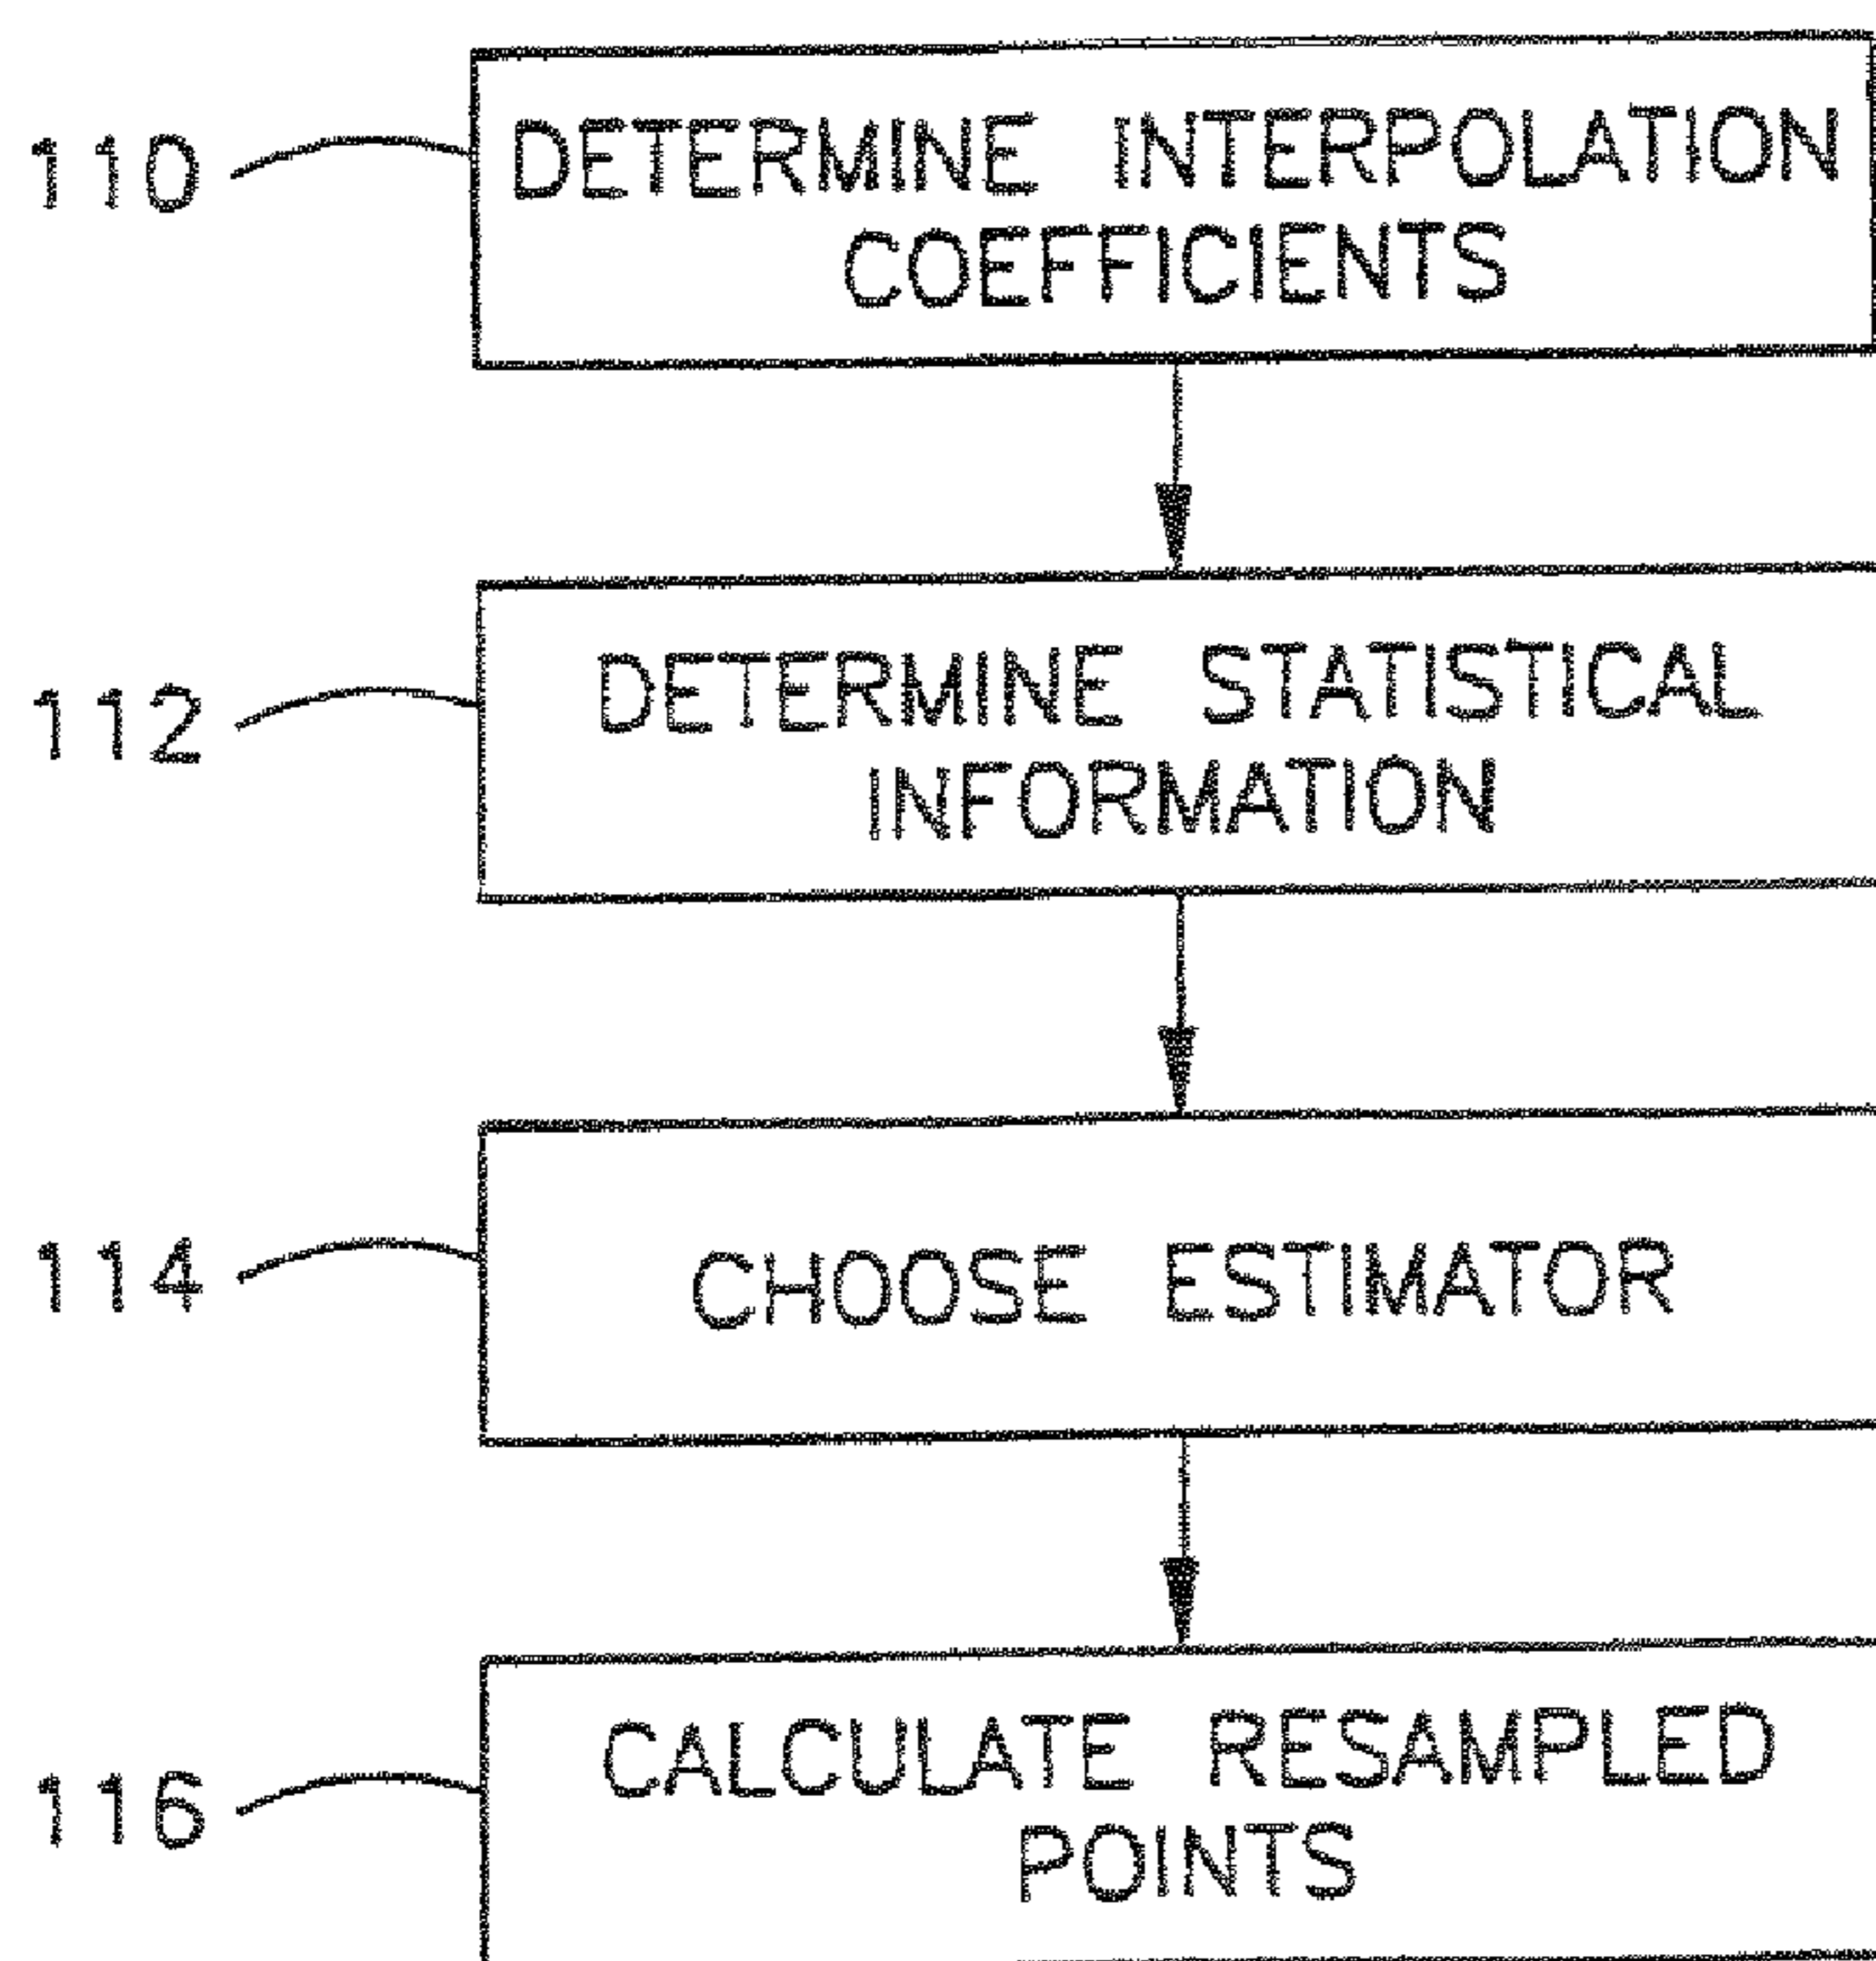 110 DETERMINE INTERPOLATION
COEFFICIENTS
112 DETERMINE STATISTICAL
INFORMATION
114 CHOOSE ESTIMATOR
116 CALCULATE RESAMPLED
POINTS